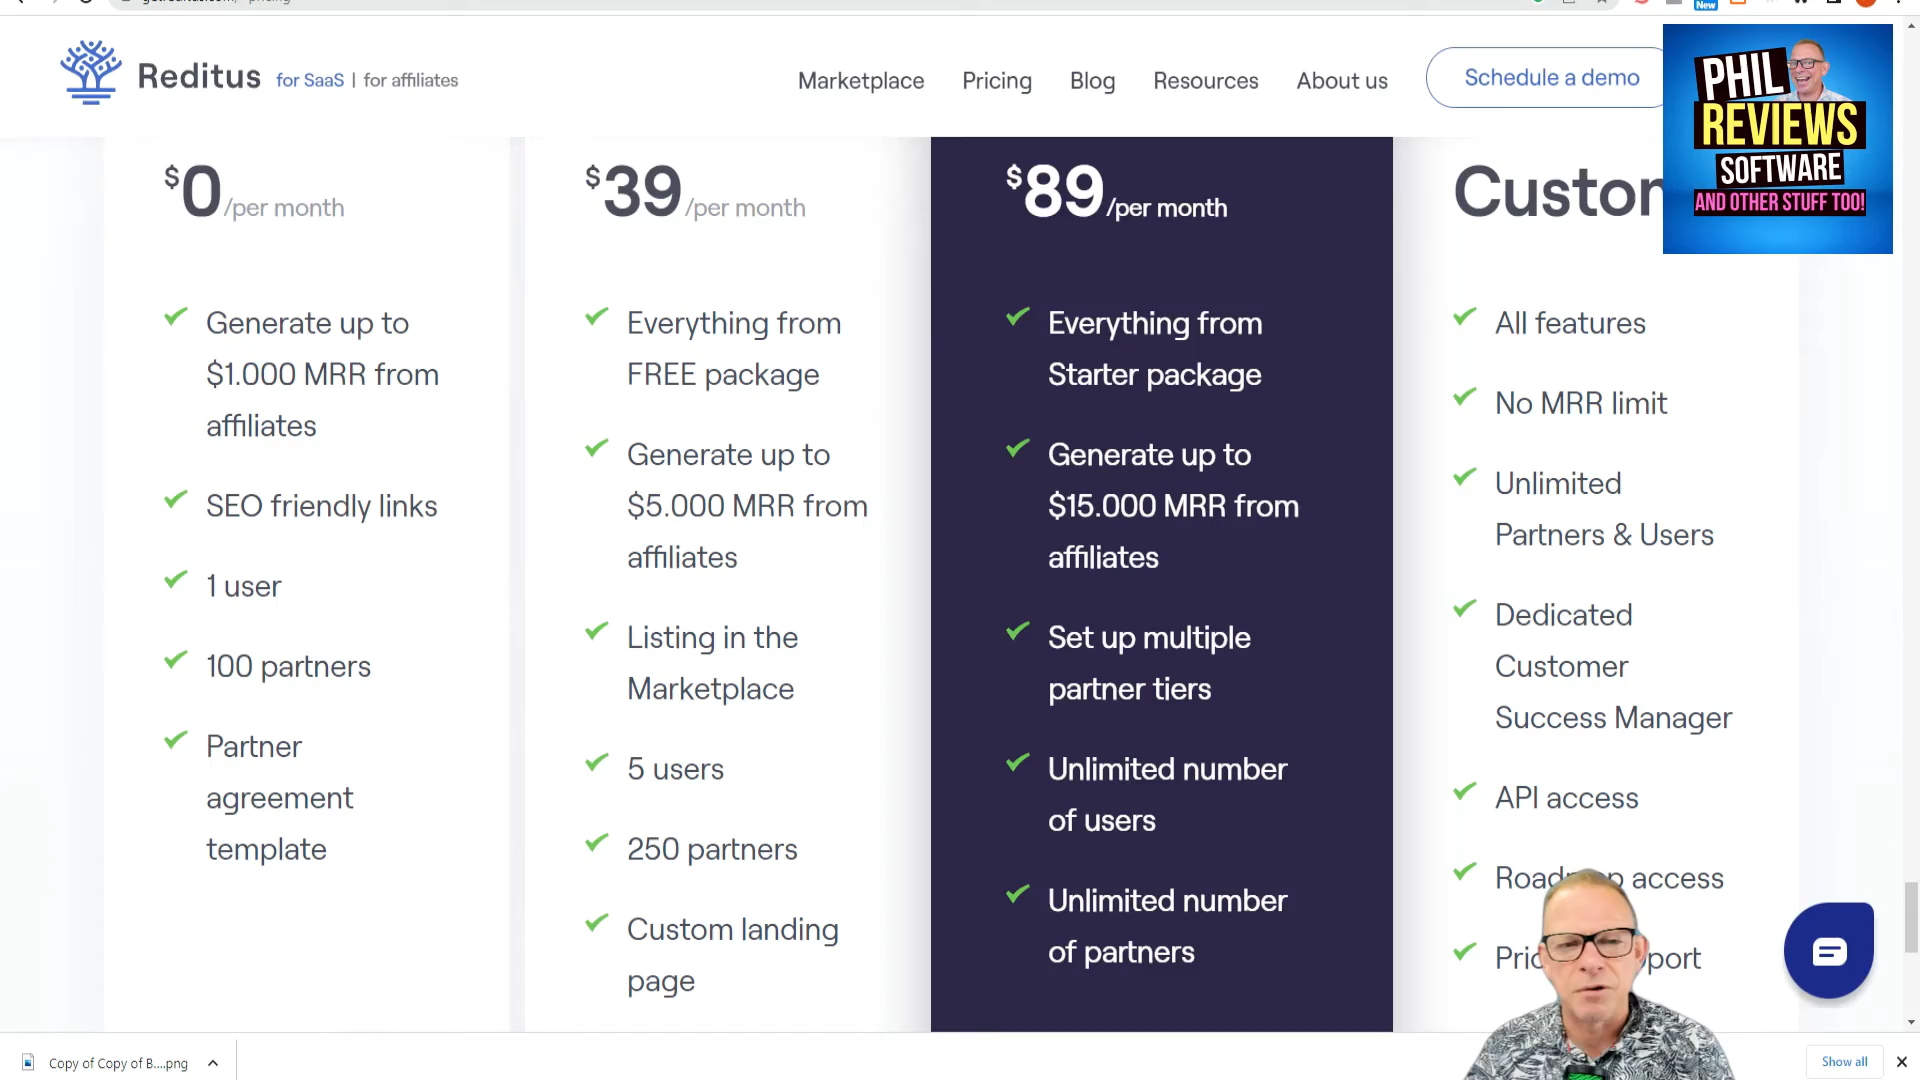 New
Reditus for SaaS | for affiliates
Marketplace
Pricing
Blog
Resources
About us
Schedule a demo
PHIL
REVIEWS
SOFTWARE
AND OTHER STUFF TOO!
$0/per month
Generate up to
$1.000 MRR from
affiliates
SEO friendly links
1 user
100 partners
Partner
agreement
template
$39/per month
Everything from
FREE package
Generate up to
$5.000 MRR from
affiliates
Listing in the
Marketplace
5 users
250 partners
Custom landing
page
$89/per month
Everything from
Starter package
Generate up to
$15.000 MRR from
affiliates
Set up multiple
partner tiers
Unlimited number
of users
Unlimited number
of partners
Custom
All features
No MRR limit
Unlimited
Partners & Users
Dedicated
Customer
Success Manager
API access
access
Copy of Copy of B....png
Show all